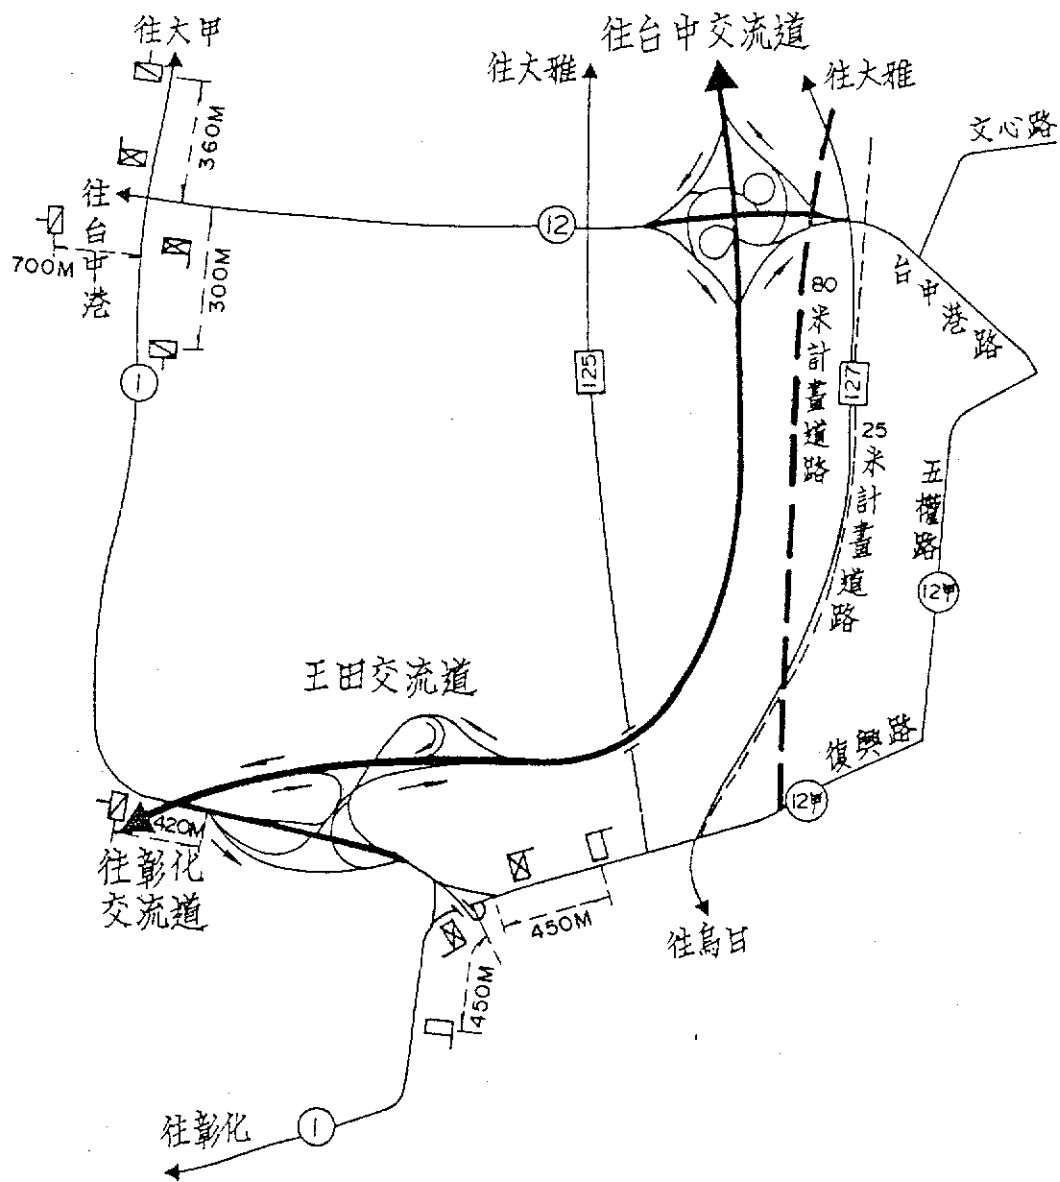 往大甲
往台中交流道
往大雅
往大雅
文心路
360M
往台中港
700M
300M
12
台中港路
80米計畫道路
1
125
127
25米計畫道路
五權路
12甲
王田交流道
復興路
12甲
420M
往彰化
交流道
450M
往烏日
450M
往彰化
1